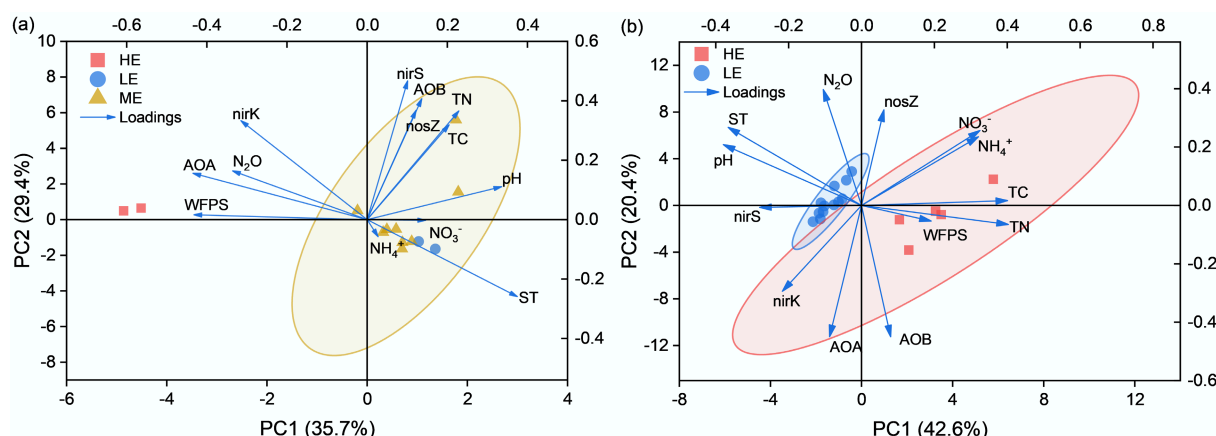 (a)
-0.6 -0.4 -0.2 0.0 0.2 0.4 0.6
10
8
6
4
2
0
-2
-4
-6
-8
PC2 (29.4%)
HE
LE
ME
Loadings
nirS
AOB
TN
nosZ
TC
nirK
AOA
N₂O
WFPS
pH
NH₄⁺
NO₃⁻
ST
0.6
0.4
0.2
0.0
-0.2
-0.4
-6 -4 -2 0 2 4
PC1 (35.7%)
(b)
-0.4 -0.2 0.0 0.2 0.4 0.6 0.8
12
8
4
0
-4
-8
-12
PC2 (20.4%)
HE
LE
Loadings
N₂O
nosZ
ST
pH
NO₃⁻
NH₄⁺
TC
nirS
WFPS
TN
nirK
AOA
AOB
0.4
0.2
0.0
-0.2
-0.4
-0.6
-8 -4 0 4 8 12
PC1 (42.6%)